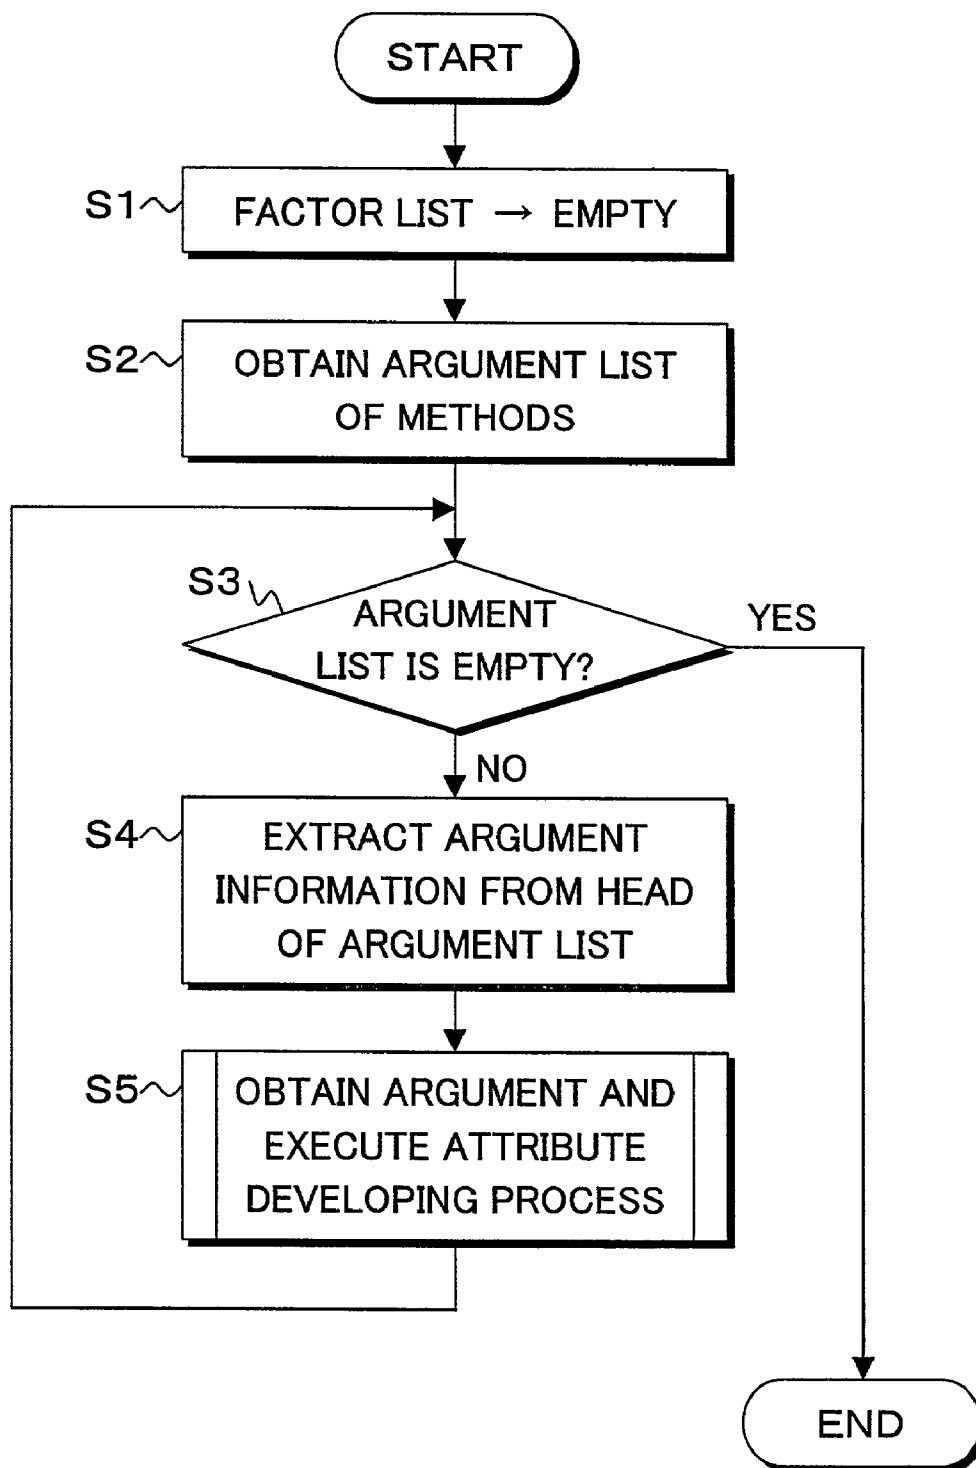 START
S1
FACTOR LIST → EMPTY
S2
OBTAIN ARGUMENT LIST
OF METHODS
S3
ARGUMENT
LIST IS EMPTY?
YES
NO
S4
EXTRACT ARGUMENT
INFORMATION FROM HEAD
OF ARGUMENT LIST
S5
OBTAIN ARGUMENT AND
EXECUTE ATTRIBUTE
DEVELOPING PROCESS
END